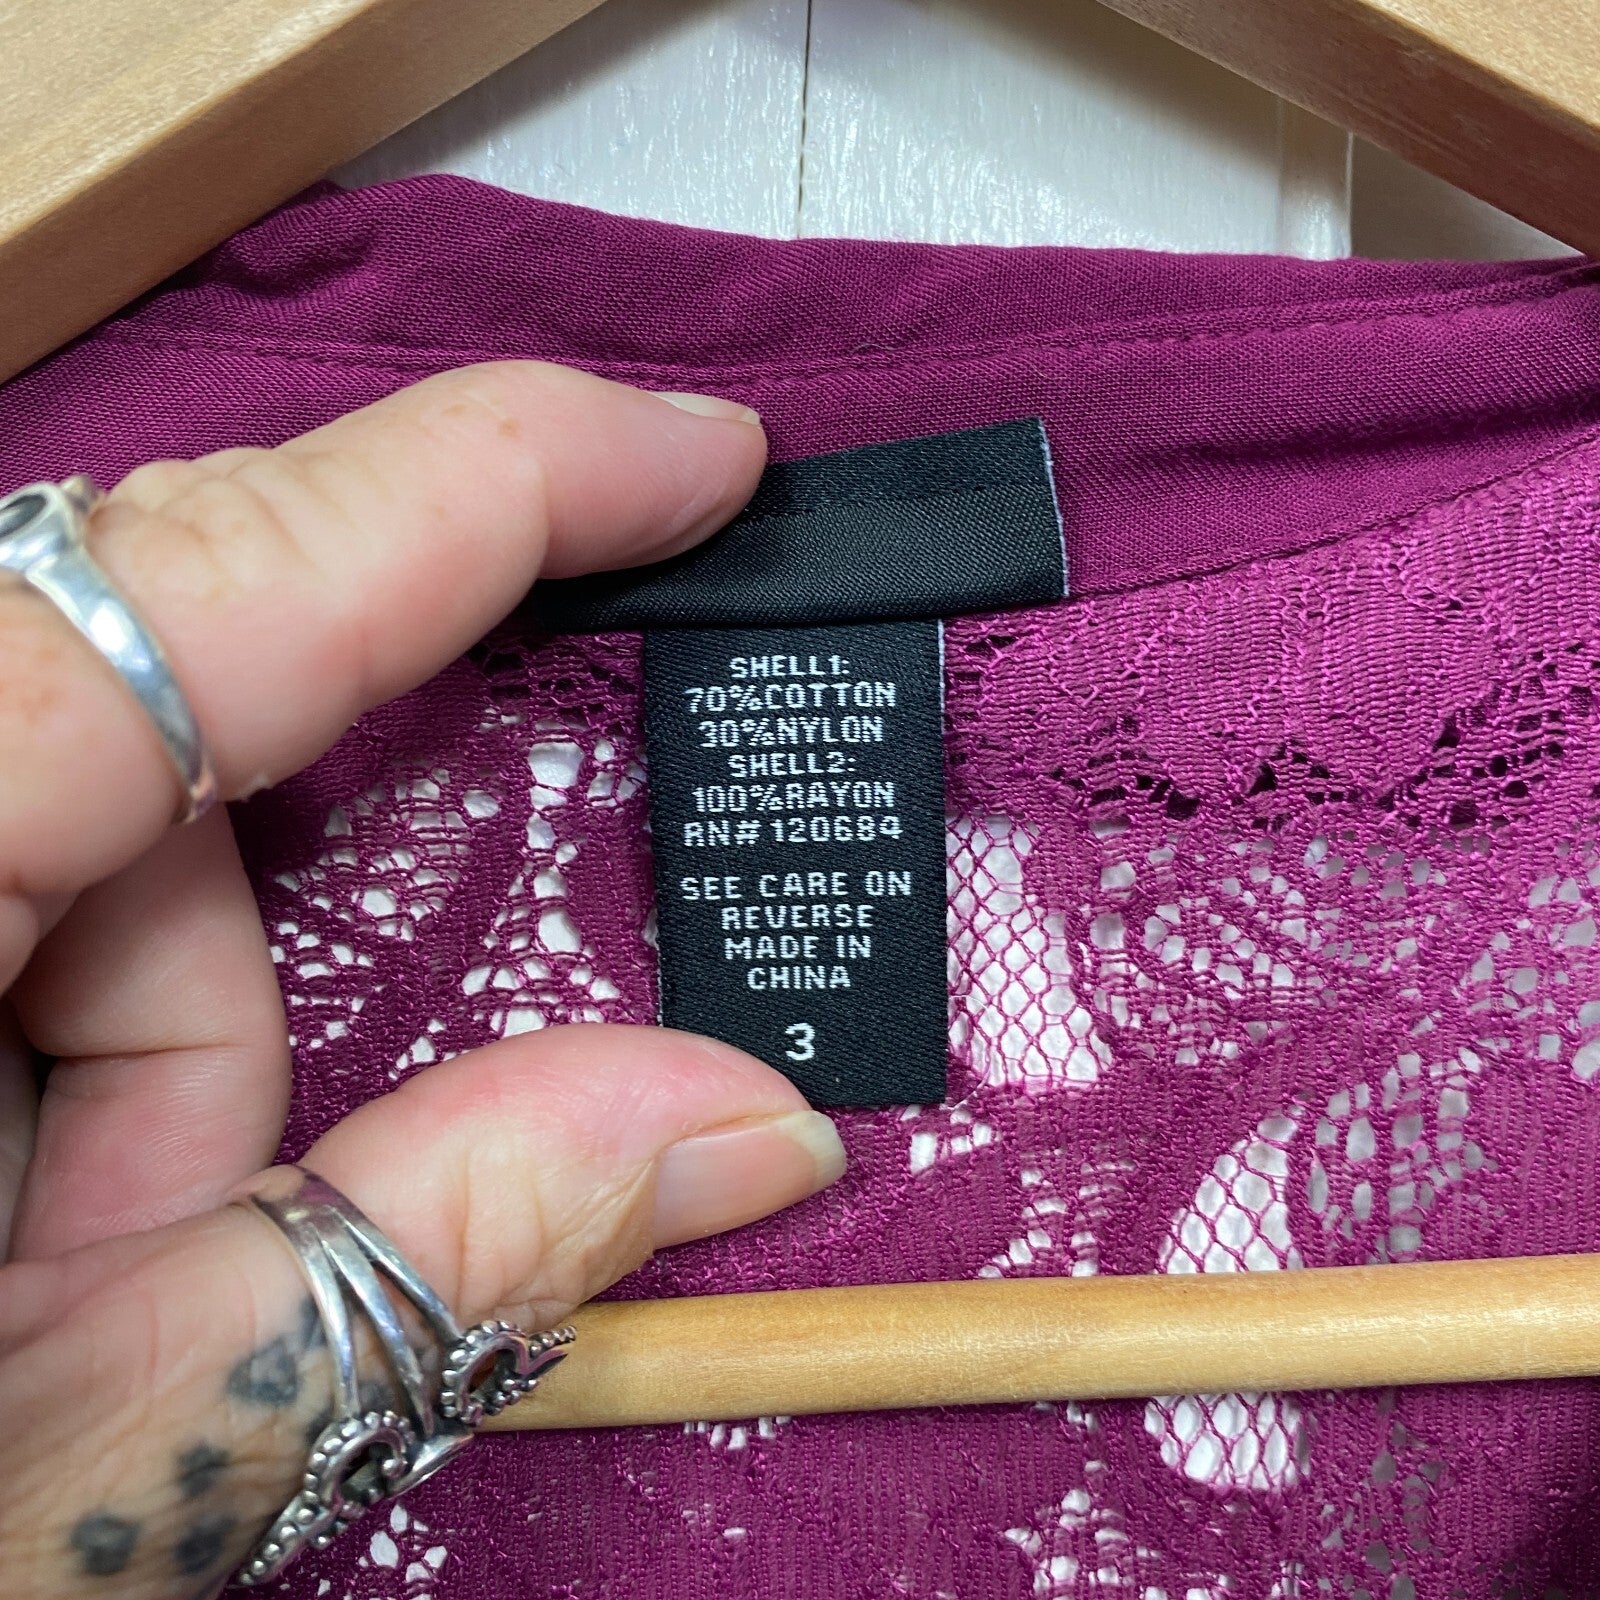 SHELL1:
70%COTTON
30%NYLON
SHELL2:
100%RAYON
RN# 120684
SEE CARE ON
REVERSE
MADE IN
CHINA
3